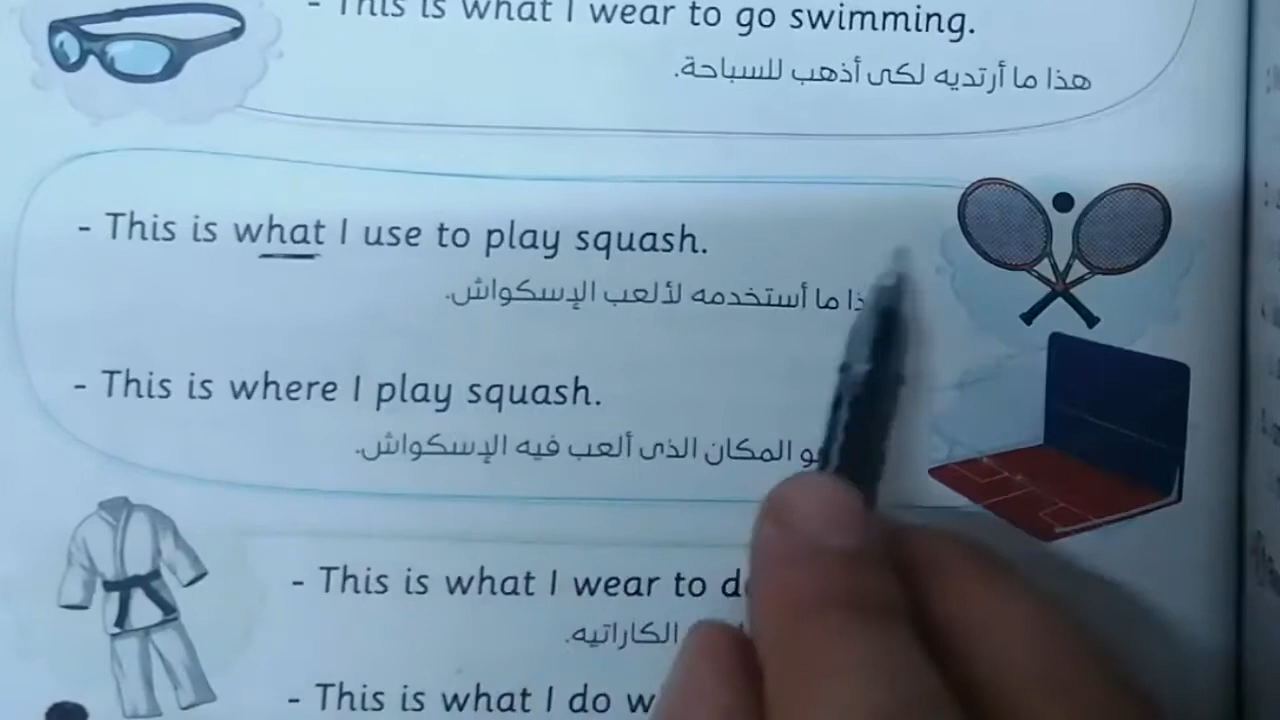 - This is what I wear to go swimming.
هذا ما أرتديه لكى أذهب للسباحة.
- This is what I use to play squash.
ما أستخدمه لألعب الإسكواش.
- This is where I play squash.
المكان الذى ألعب فيه الإسكواش.
- This is what I wear to
الكاراتيه.
- This is what I do